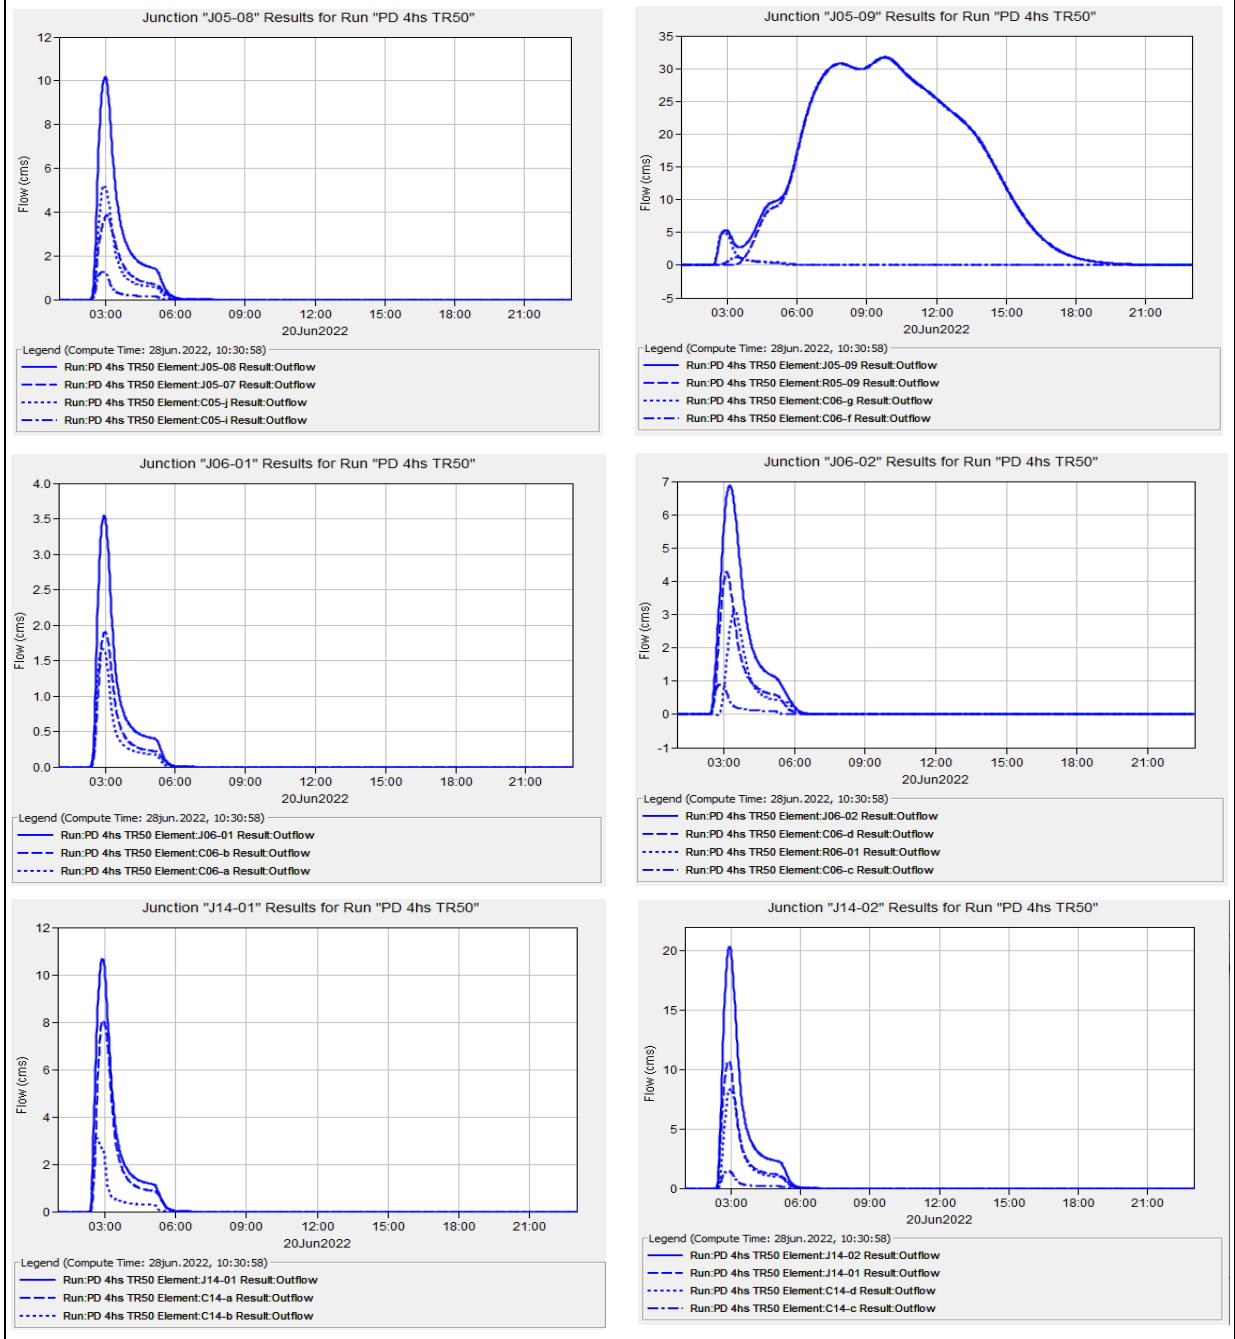 Junction "J05-08" Results for Run "PD 4hs TR50"
12
10
8
6
4
2
0
Flow (cms)
03:00 06:00 09:00 12:00 15:00 18:00 21:00
20Jun2022
Legend (Compute Time: 28jun.2022, 10:30:58)
Run:PD 4hs TR50 Element:J05-08 Result:Outflow
Run:PD 4hs TR50 Element:J05-07 Result:Outflow
Run:PD 4hs TR50 Element:C05-j Result:Outflow
Run:PD 4hs TR50 Element:C05-i Result:Outflow
Junction "J05-09" Results for Run "PD 4hs TR50"
35
30
25
20
15
10
5
0
-5
Flow (cms)
03:00 06:00 09:00 12:00 15:00 18:00 21:00
20Jun2022
Legend (Compute Time: 28jun.2022, 10:30:58)
Run:PD 4hs TR50 Element:J05-09 Result:Outflow
Run:PD 4hs TR50 Element:R05-09 Result:Outflow
Run:PD 4hs TR50 Element:C06-g Result:Outflow
Run:PD 4hs TR50 Element:C06-f Result:Outflow
Junction "J06-01" Results for Run "PD 4hs TR50"
4.0
3.5
3.0
2.5
2.0
1.5
1.0
0.5
0.0
Flow (cms)
03:00 06:00 09:00 12:00 15:00 18:00 21:00
20Jun2022
Legend (Compute Time: 28jun.2022, 10:30:58)
Run:PD 4hs TR50 Element:J06-01 Result:Outflow
Run:PD 4hs TR50 Element:C06-b Result:Outflow
Run:PD 4hs TR50 Element:C06-a Result:Outflow
Junction "J06-02" Results for Run "PD 4hs TR50"
7
6
5
4
3
2
1
0
-1
Flow (cms)
03:00 06:00 09:00 12:00 15:00 18:00 21:00
20Jun2022
Legend (Compute Time: 28jun.2022, 10:30:58)
Run:PD 4hs TR50 Element:J06-02 Result:Outflow
Run:PD 4hs TR50 Element:C06-d Result:Outflow
Run:PD 4hs TR50 Element:R06-01 Result:Outflow
Run:PD 4hs TR50 Element:C06-c Result:Outflow
Junction "J14-01" Results for Run "PD 4hs TR50"
12
10
8
6
4
2
0
Flow (cms)
03:00 06:00 09:00 12:00 15:00 18:00 21:00
20Jun2022
Legend (Compute Time: 28jun.2022, 10:30:58)
Run:PD 4hs TR50 Element:J14-01 Result:Outflow
Run:PD 4hs TR50 Element:C14-a Result:Outflow
Run:PD 4hs TR50 Element:C14-b Result:Outflow
Junction "J14-02" Results for Run "PD 4hs TR50"
20
15
10
5
0
Flow (cms)
03:00 06:00 09:00 12:00 15:00 18:00 21:00
20Jun2022
Legend (Compute Time: 28jun.2022, 10:30:58)
Run:PD 4hs TR50 Element:J14-02 Result:Outflow
Run:PD 4hs TR50 Element:J14-01 Result:Outflow
Run:PD 4hs TR50 Element:C14-d Result:Outflow
Run:PD 4hs TR50 Element:C14-c Result:Outflow